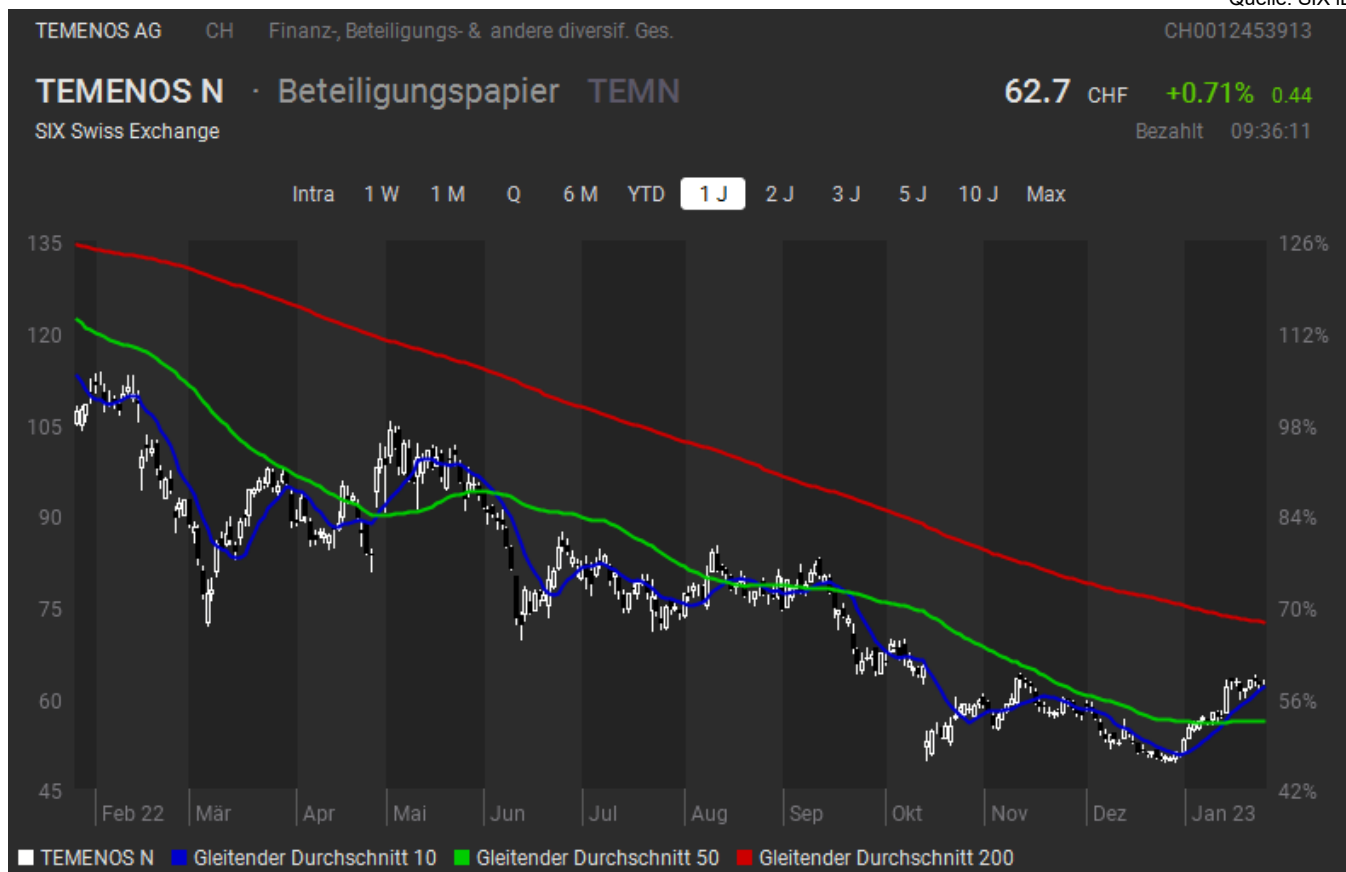 Quelle: SIX iD
TEMENOS AG CH Finanz-, Beteiligungs- & andere diversif. Ges. CH0012453913
TEMENOS N · Beteiligungspapier TEMN 62.7 CHF +0.71% 0.44
SIX Swiss Exchange Bezahlt 09:36:11
Intra 1 W 1 M Q 6 M YTD 1 J 2 J 3 J 5 J 10 J Max
135 126%
120 112%
105 98%
90 84%
75 70%
60 56%
45 42%
Feb 22 Mär Apr Mai Jun Jul Aug Sep Okt Nov Dez Jan 23
TEMENOS N Gleitender Durchschnitt 10 Gleitender Durchschnitt 50 Gleitender Durchschnitt 200